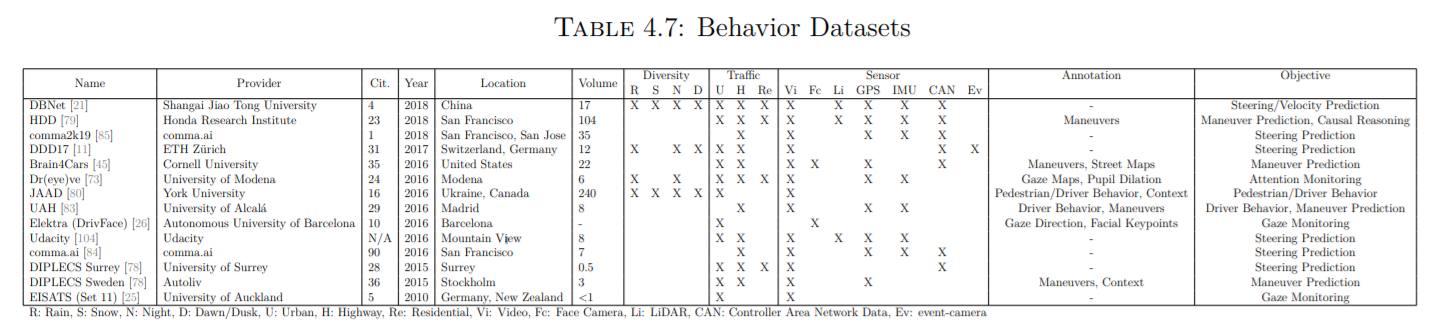 TABLE 4.7: Behavior Datasets
Name Provider Cit. Year Location Volume Diversity Traffic Sensor Annotation Objective
R S N D U H Re Vi Fc Li GPS IMU CAN Ev
DBNet [21] Shangai Jiao Tong University 4 2018 China 17 X X X X X X X X X X X X - Steering/Velocity Prediction
HDD [79] Honda Research Institute 23 2018 San Francisco 104 X X X X X X X X Maneuvers Maneuver Prediction, Causal Reasoning
comma2k19 [85] comma.ai 1 2018 San Francisco, San Jose 35 X X X X X - Steering Prediction
DDD17 [11] ETH Zürich 31 2017 Switzerland, Germany 12 X X X X X X X X - Steering Prediction
Brain4Cars [45] Cornell University 35 2016 United States 22 X X X X X X Maneuvers, Street Maps Maneuver Prediction
Dr(eye)ve [73] University of Modena 24 2016 Modena 6 X X X X X X X X Gaze Maps, Pupil Dilation Attention Monitoring
JAAD [80] York University 16 2016 Ukraine, Canada 240 X X X X X X Pedestrian/Driver Behavior, Context Pedestrian/Driver Behavior
UAH [83] University of Alcalá 29 2016 Madrid 8 X X X X Driver Behavior, Maneuvers Driver Behavior, Maneuver Prediction
Elektra (DrivFace) [26] Autonomous University of Barcelona 10 2016 Barcelona - X X Gaze Direction, Facial Keypoints Gaze Monitoring
Udacity [104] Udacity N/A 2016 Mountain View 8 X X X X X X - Steering Prediction
comma.ai [84] comma.ai 90 2016 San Francisco 7 X X X X X - Steering Prediction
DIPLECS Surrey [78] University of Surrey 28 2015 Surrey 0.5 X X X X X - Steering Prediction
DIPLECS Sweden [78] Autoliv 36 2015 Stockholm 3 X X X X Maneuvers, Context Maneuver Prediction
EISATS (Set 11) [25] University of Auckland 5 2010 Germany, New Zealand <1 X X - Gaze Monitoring
R: Rain, S: Snow, N: Night, D: Dawn/Dusk, U: Urban, H: Highway, Re: Residential, Vi: Video, Fc: Face Camera, Li: LiDAR, CAN: Controller Area Network Data, Ev: event-camera